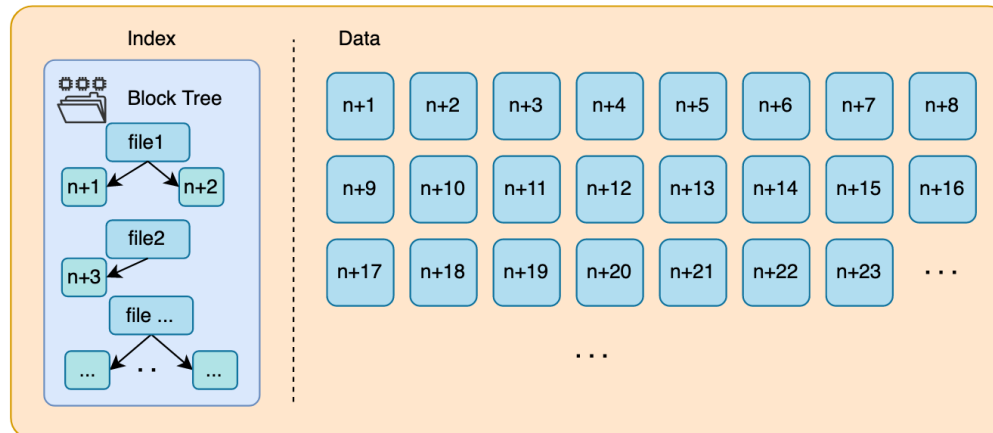 Index
Block Tree
file1
n+1 n+2
file2
n+3
file ...
... . . ...
Data
n+1 n+2 n+3 n+4 n+5 n+6 n+7 n+8
n+9 n+10 n+11 n+12 n+13 n+14 n+15 n+16
n+17 n+18 n+19 n+20 n+21 n+22 n+23 ...
...